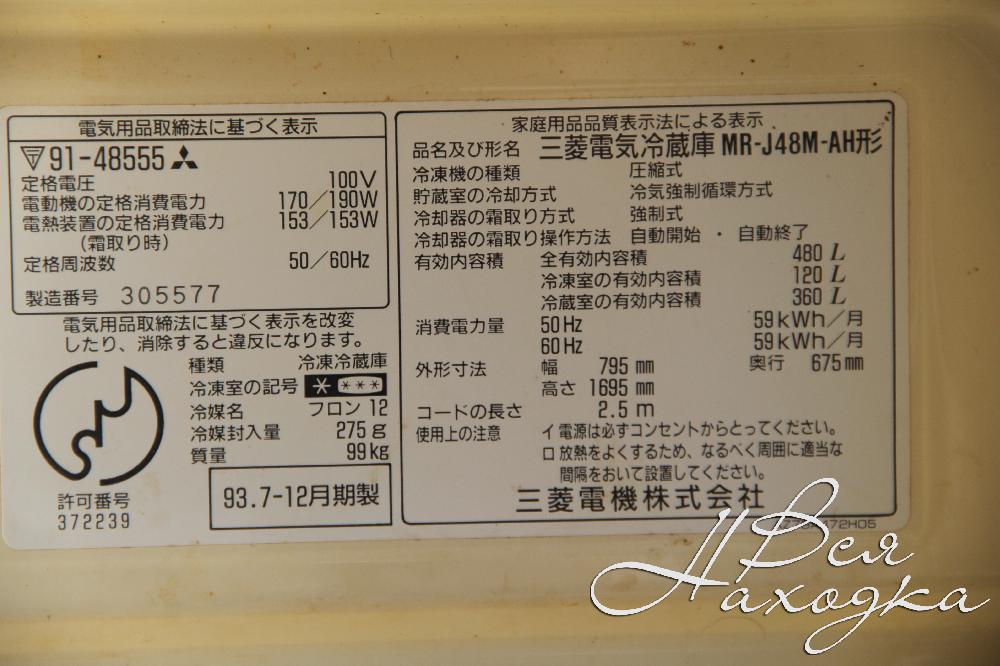 電気用品取締法に基づく表示
91-48555
定格電圧 100V
電動機の定格消費電力 170/190W
電熱装置の定格消費電力 153/153W
(霜取り時)
定格周波数 50/60Hz
製造番号 305577
電気用品取締法に基づく表示を改変
したり、消除すると違反になります。
種類 冷凍冷蔵庫
冷凍室の記号 * ***
冷媒名 フロン 12
冷媒封入量 275g
質量 99kg
許可番号
372239
93.7-12月期製
家庭用品品質表示法による表示
品名及び形名 三菱電気冷蔵庫 MR-J48M-AH形
冷凍機の種類 圧縮式
貯蔵室の冷却方式 冷気強制循環方式
冷却器の霜取り方式 強制式
冷却器の霜取り操作方法 自動開始 ・ 自動終了
有効内容積 全有効内容積 480 L
冷凍室の有効内容積 120 L
冷蔵室の有効内容積 360 L
消費電力量 50Hz 59kWh/月
60Hz 59kWh/月
外形寸法 幅 795 mm 奥行 675mm
高さ 1695 mm
コードの長さ 2.5 m
使用上の注意 イ 電源は必ずコンセントからとってください。
ロ 放熱をよくするため、なるべく周囲に適当な
間隔をおいて設置してください。
三菱電機株式会社
Вся
Находка